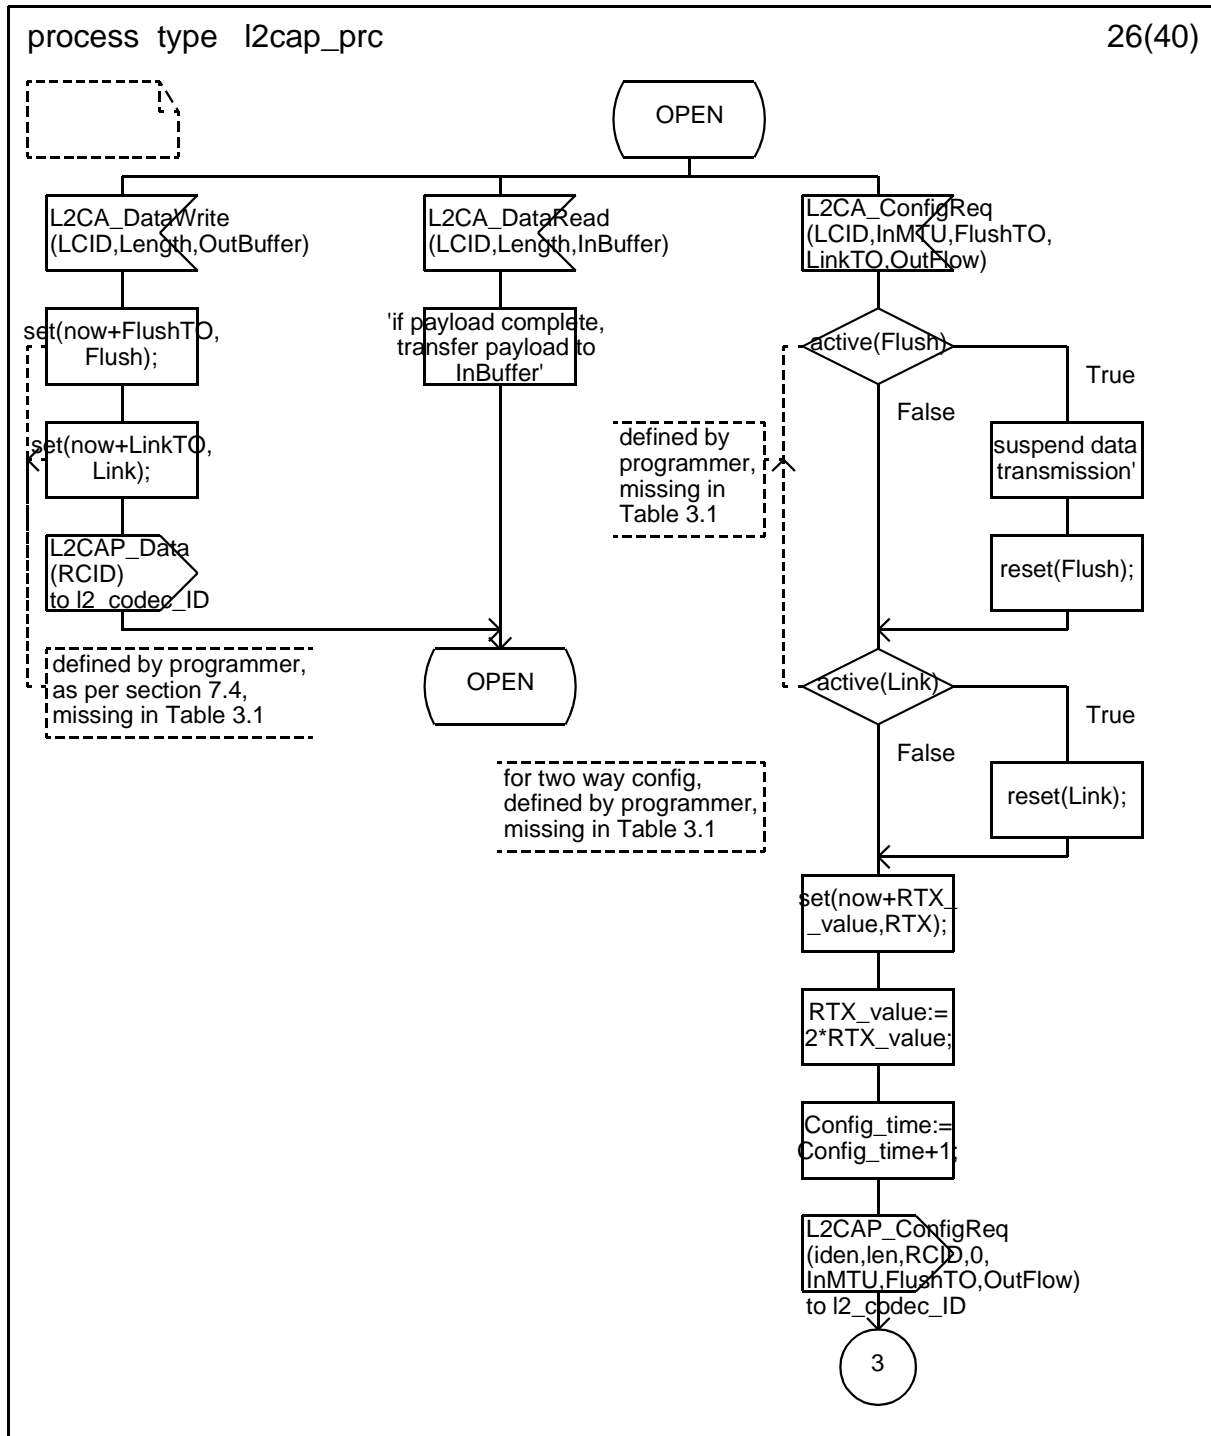 process type l2cap_prc
26(40)
OPEN
L2CA_DataWrite
(LCID,Length,OutBuffer)
L2CA_DataRead
(LCID,Length,InBuffer)
L2CA_ConfigReq
(LCID,InMTU,FlushTO,
LinkTO,OutFlow)
set(now+FlushTO,
Flush);
'if payload complete,
transfer payload to
InBuffer'
active(Flush)
True
False
set(now+LinkTO,
Link);
defined by
programmer,
missing in
Table 3.1
suspend data
transmission'
L2CAP_Data
(RCID)
to l2_codec_ID
reset(Flush);
defined by programmer,
as per section 7.4,
missing in Table 3.1
OPEN
active(Link)
True
False
for two way config,
defined by programmer,
missing in Table 3.1
reset(Link);
set(now+RTX_
_value,RTX);
RTX_value:=
2*RTX_value;
Config_time:=
Config_time+1;
L2CAP_ConfigReq
(iden,len,RCID,0,
InMTU,FlushTO,OutFlow)
to l2_codec_ID
3